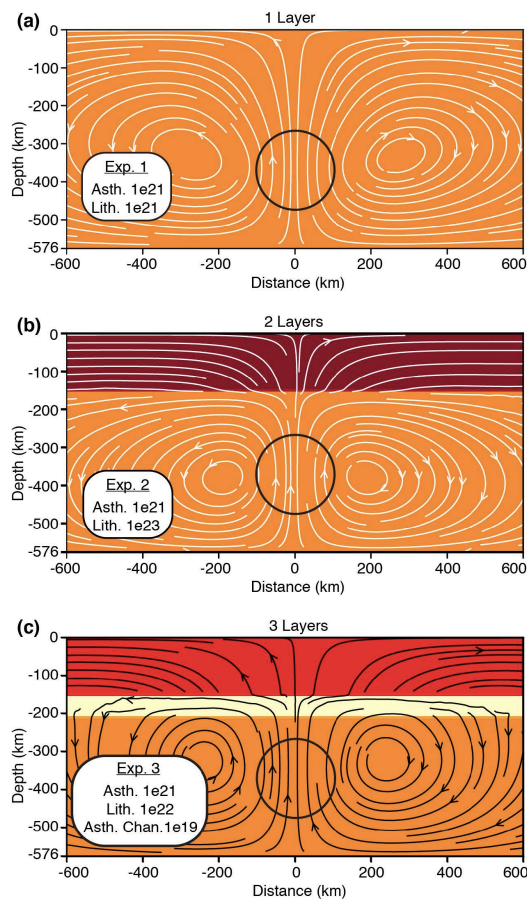 (a)
1 Layer
0
-100
-200
-300
-400
-500
-576
Depth (km)
Exp. 1
Asth. 1e21
Lith. 1e21
-600 -400 -200 0 200 400 600
Distance (km)
(b)
2 Layers
0
-100
-200
-300
-400
-500
-576
Depth (km)
Exp. 2
Asth. 1e21
Lith. 1e23
-600 -400 -200 0 200 400 600
Distance (km)
(c)
3 Layers
0
-100
-200
-300
-400
-500
-576
Depth (km)
Exp. 3
Asth. 1e21
Lith. 1e22
Asth. Chan.1e19
-600 -400 -200 0 200 400 600
Distance (km)